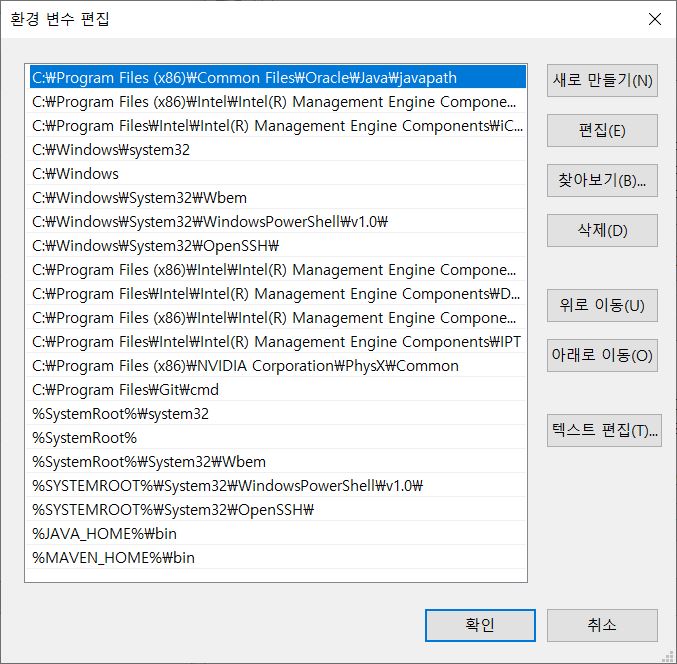 환경 변수 편집
C:₩Program Files (x86)₩Common Files₩Oracle₩Java₩javapath
C:₩Program Files (x86)₩Intel₩Intel(R) Management Engine Compone...
C:₩Program Files₩Intel₩Intel(R) Management Engine Components₩iC...
C:₩Windows₩system32
C:₩Windows
C:₩Windows₩System32₩Wbem
C:₩Windows₩System32₩WindowsPowerShell₩v1.0₩
C:₩Windows₩System32₩OpenSSH₩
C:₩Program Files (x86)₩Intel₩Intel(R) Management Engine Compone...
C:₩Program Files₩Intel₩Intel(R) Management Engine Components₩D...
C:₩Program Files (x86)₩Intel₩Intel(R) Management Engine Compone...
C:₩Program Files₩Intel₩Intel(R) Management Engine Components₩IPT
C:₩Program Files (x86)₩NVIDIA Corporation₩PhysX₩Common
C:₩Program Files₩Git₩cmd
%SystemRoot%₩system32
%SystemRoot%
%SystemRoot%₩System32₩Wbem
%SYSTEMROOT%₩System32₩WindowsPowerShell₩v1.0₩
%SYSTEMROOT%₩System32₩OpenSSH₩
%JAVA_HOME%₩bin
%MAVEN_HOME%₩bin
새로 만들기(N)
편집(E)
찾아보기(B)...
삭제(D)
위로 이동(U)
아래로 이동(O)
텍스트 편집(T)...
확인
취소